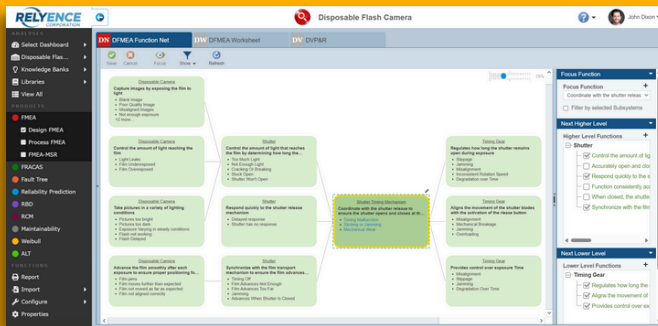 RELYENCE
CORPORATION
Disposable Flash Camera
John Dixon
ANALYSES
Select Dashboard
Disposable Flas...
Knowledge Banks
Libraries
View All
PRODUCTS
FMEA
Design FMEA
Process FMEA
FMEA-MSR
FRACAS
Fault Tree
Reliability Prediction
RBD
RCM
Maintainability
Weibull
ALT
FUNCTIONS
Report
Import
Configure
Properties
DN DFMEA Function Net
DW DFMEA Worksheet
DV DVP&R
Save
Cancel
Focus
Show
Refresh
Disposable Camera
Capture images by exposing the film to
light
Blank Image
Poor Quality Image
Misaligned Images
Not enough exposure
+2 more...
Disposable Camera
Control the amount of light reaching the
film
Light Leaks
Film Underexposed
Film Overexposed
Disposable Camera
Take pictures in a variety of lighting
conditions
Pictures too bright
Pictures too dark
Exposure Varying in steady conditions
Flash not working
Flash Delayed
Disposable Camera
Advance the film smoothly after each
exposure to ensure proper positioning fo...
Film jams
Film moves further than expected
Film not moved as far as expected
Film not aligned correctly
Shutter
Control the amount of light that reaches
the film by determining how long the...
Too Much Light
Not Enough Light
Cracking Or Breaking
Stuck Open
Shutter Won't Open
Shutter
Respond quickly to the shutter release
mechanism
Delayed response
Shutter has no response
Shutter
Synchronize with the film transport
mechanism to ensure the film advances...
Timing Off
Film Advances Not Enough
Film Advances Too Far
Jamming
Advances When Shutter Is Closed
Shutter Timing Mechanism
Coordinate with the shutter release to
ensure the shutter opens and closes at th...
Timing Malfunction
Sticking or Jamming
Mechanical Wear
Timing Gear
Regulates how long the shutter remains
open during exposure
Slippage
Jamming
Misalignment
Inconsistent Rotation Speed
Degradation over Time
Timing Gear
Aligns the movement of the shutter blades
with the activation of the rlease button
Misalignment
Mechanical Breakage
Jamming
Overloading
Timing Gear
Provides control over exposure Time
Misalignment
Slippage
Jamming
Degradation Over Time
Focus Function
Focus Function
Coordinate with the shutter releas
Filter by selected Subsystems
Next Higher Level
Higher Level Functions
Shutter
Control the amount of lig
Accurately open and clo
Respond quickly to the s
Function consistently ac
When closed, the shutte
Synchronize with the film
Next Lower Level
Lower Level Functions
Timing Gear
Regulates how long the
Aligns the movement of
Provides control over ex